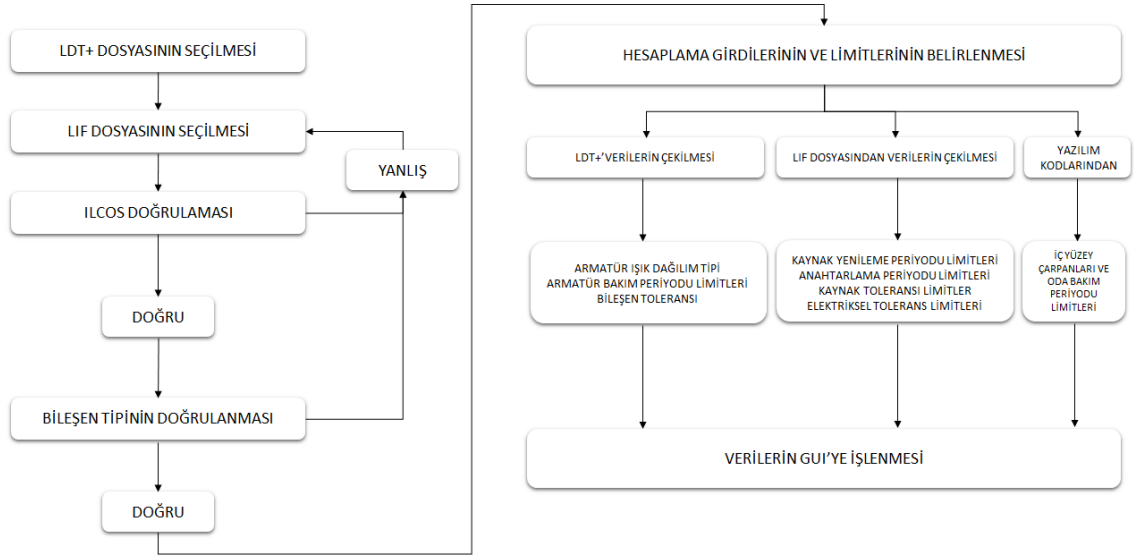 LDT+ DOSYASININ SEÇİLMESİ
LIF DOSYASININ SEÇİLMESİ
YANLIŞ
ILCOS DOĞRULAMASI
DOĞRU
BİLEŞEN TİPİNİN DOĞRULANMASI
DOĞRU
HESAPLAMA GİRDİLERİNİN VE LİMİTLERİNİN BELİRLENMESİ
LDT+'VERİLERİN ÇEKİLMESİ
LIF DOSYASINDAN VERİLERİN ÇEKİLMESİ
YAZILIM
KODLARINDAN
ARMATÜR IŞIK DAĞILIM TİPİ
ARMATÜR BAKIM PERİYODU LİMİTLERİ
BİLEŞEN TOLERANSI
KAYNAK YENİLEME PERİYODU LİMİTLERİ
ANAHTARLAMA PERİYODU LİMİTLERİ
KAYNAK TOLERANSI LİMİTLER
ELEKTRİKSEL TOLERANS LİMİTLERİ
İÇ YÜZEY
ÇARPANLARI VE
ODA BAKIM
PERİYODU
LİMİTLERİ
VERİLERİN GUI'YE İŞLENMESİ